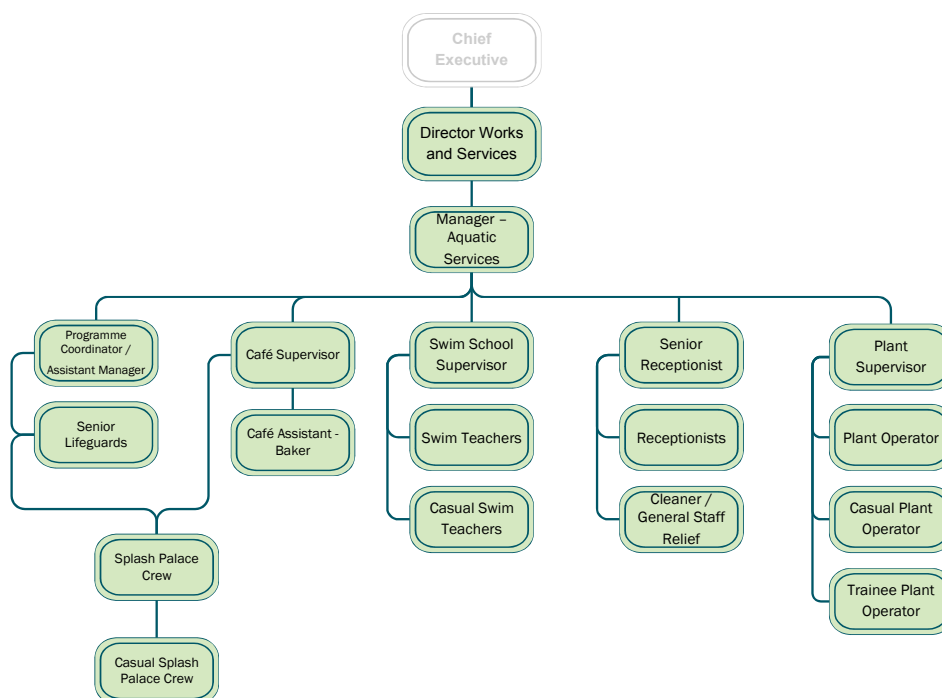 Chief
Executive
Director Works
and Services
Manager –
Aquatic
Services
Programme
Coordinator /
Assistant Manager
Café Supervisor
Swim School
Supervisor
Senior
Receptionist
Plant
Supervisor
Senior
Lifeguards
Café Assistant -
Baker
Swim Teachers
Receptionists
Plant Operator
Casual Swim
Teachers
Cleaner /
General Staff
Relief
Casual Plant
Operator
Splash Palace
Crew
Trainee Plant
Operator
Casual Splash
Palace Crew